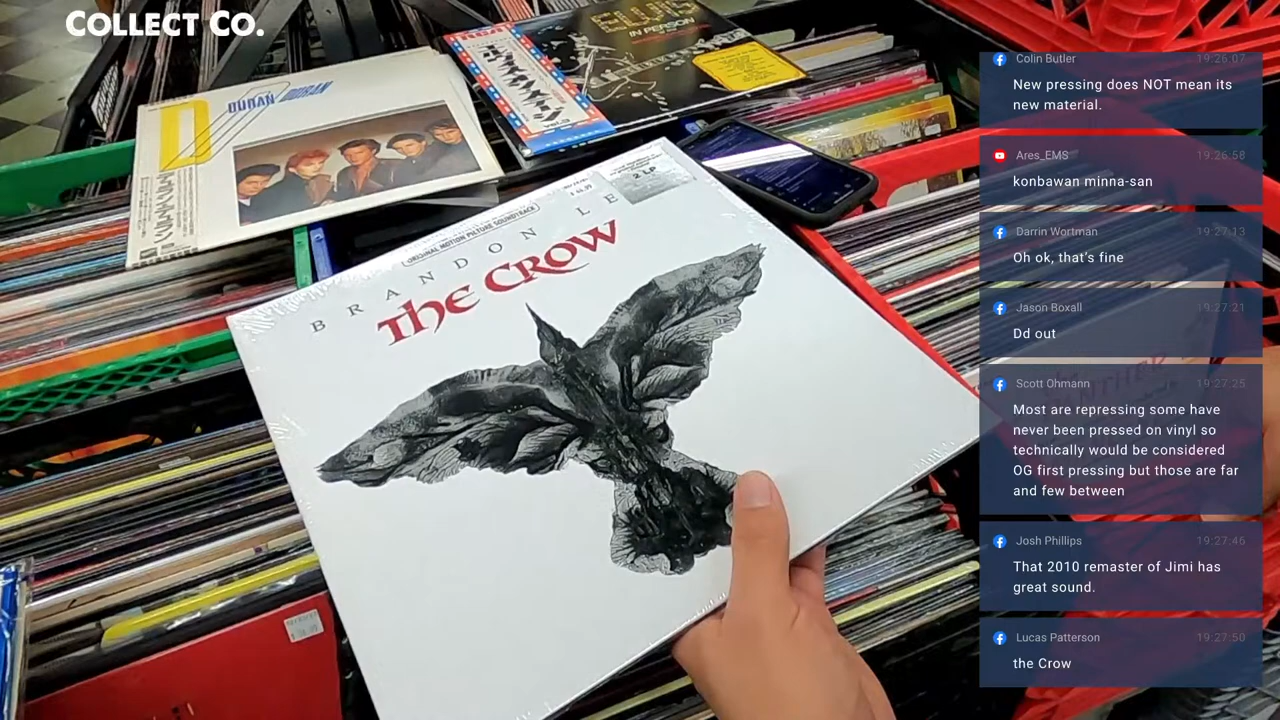 COLLECT CO.
DURAN DURAN
RCA
ELVIS
IN PERSON
2 LP
ORIGINAL MOTION PICTURE SOUNDTRACK
BRANDON LE
The CROW
Colin Butler 19:26:07
New pressing does NOT mean its
new material.
Ares_EMS 19:26:58
konbawan minna-san
Darrin Wortman 19:27:13
Oh ok, that's fine
Jason Boxall 19:27:21
Dd out
Scott Ohmann 19:27:25
Most are repressing some have
never been pressed on vinyl so
technically would be considered
OG first pressing but those are far
and few between
Josh Phillips 19:27:46
That 2010 remaster of Jimi has
great sound.
Lucas Patterson 19:27:50
the Crow